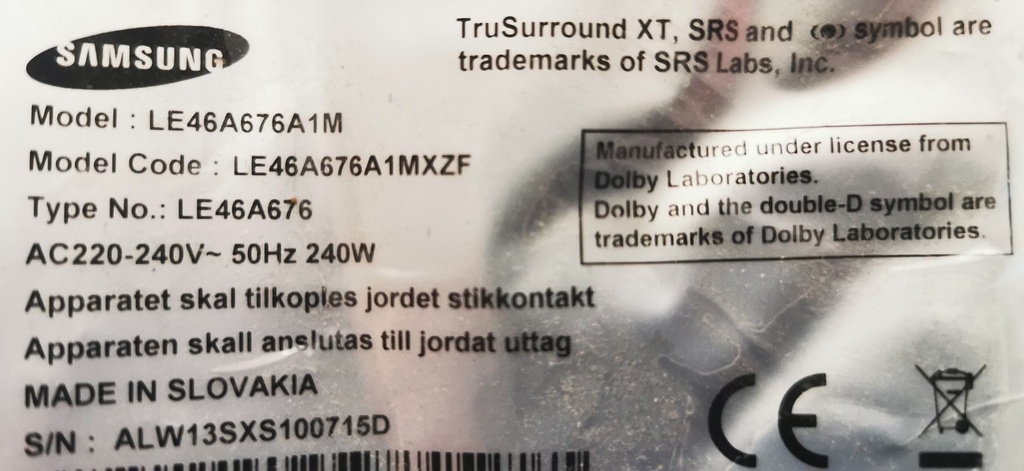 SAMSUNG
TruSurround XT, SRS and (●) symbol are
trademarks of SRS Labs, Inc.
Model : LE46A676A1M
Model Code : LE46A676A1MXZF
Type No.: LE46A676
AC220-240V~ 50Hz 240W
Apparatet skal tilkoples jordet stikkontakt
Apparaten skall anslutas till jordat uttag
MADE IN SLOVAKIA
S/N : ALW13SXS100715D
Manufactured under license from
Dolby Laboratories.
Dolby and the double-D symbol are
trademarks of Dolby Laboratories.
CE